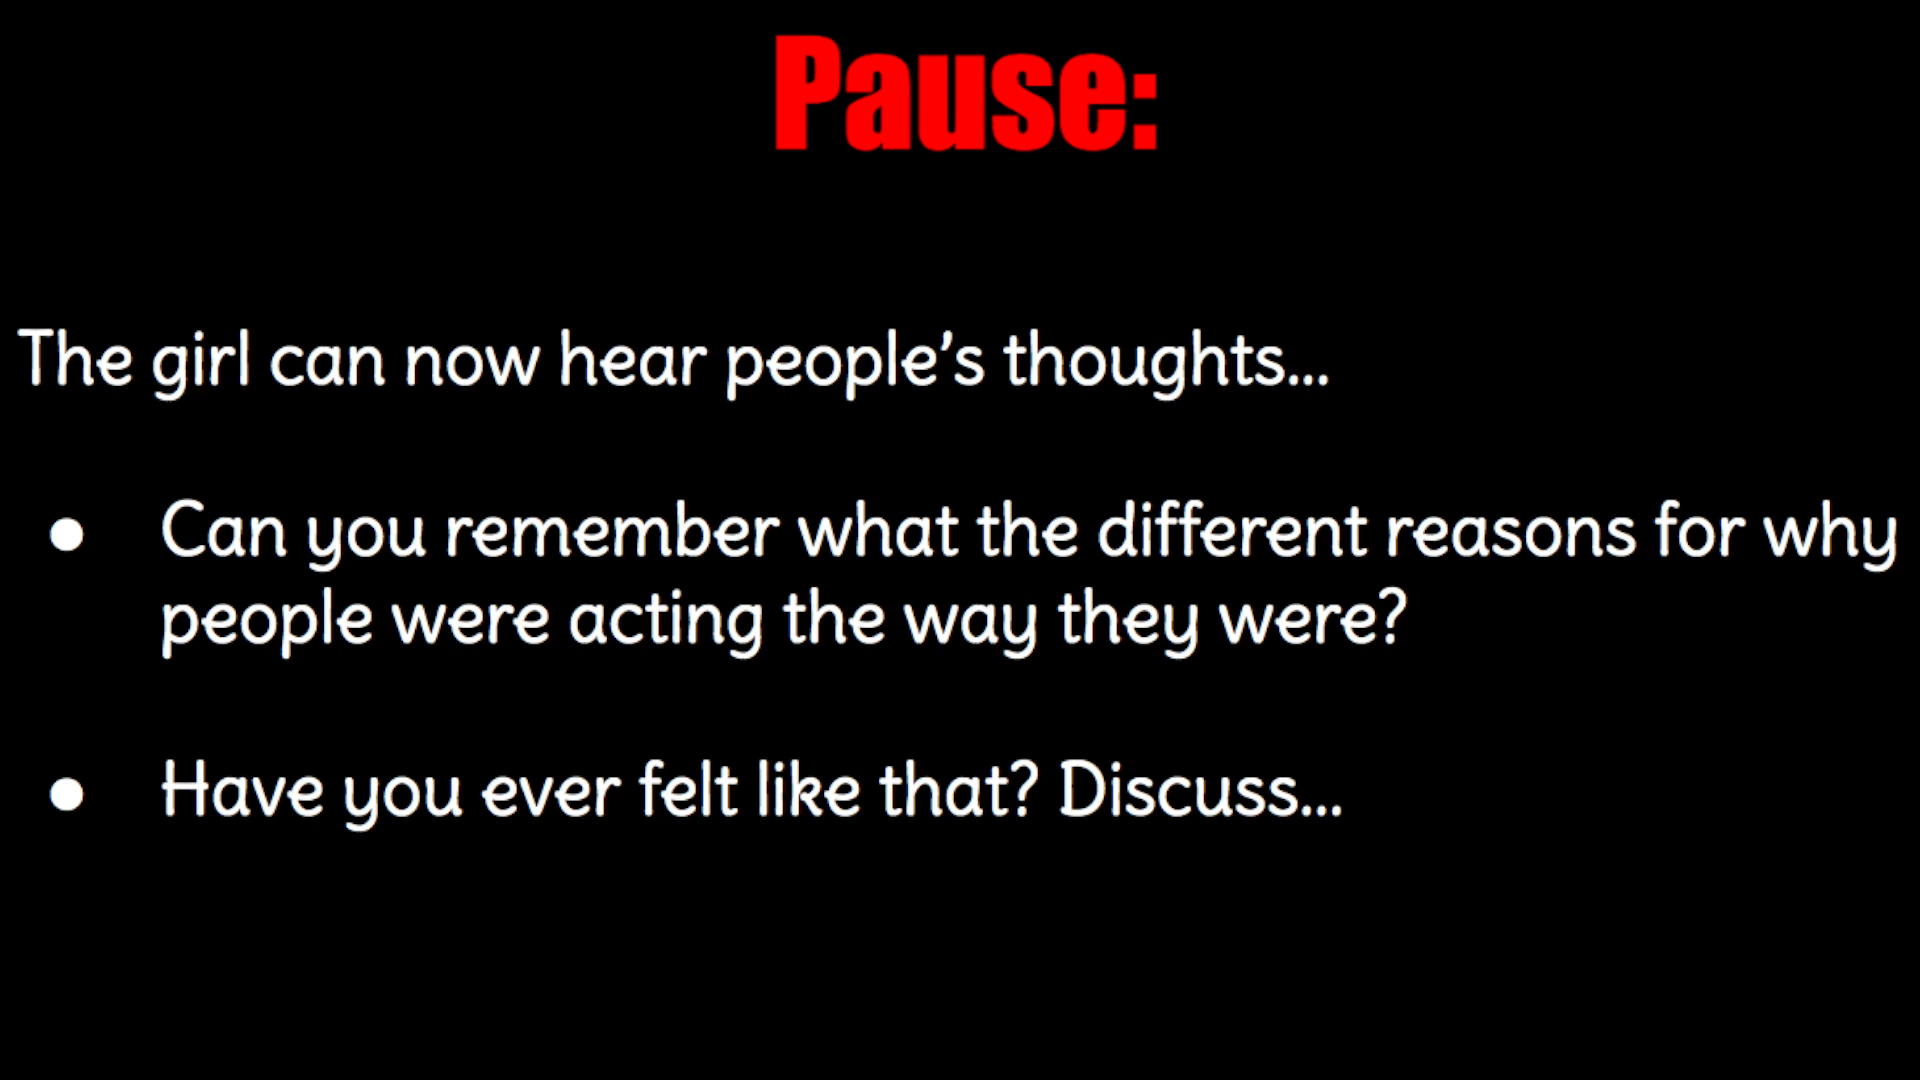 Pause:
The girl can now hear people’s thoughts...
● Can you remember what the different reasons for why
people were acting the way they were?
● Have you ever felt like that? Discuss...